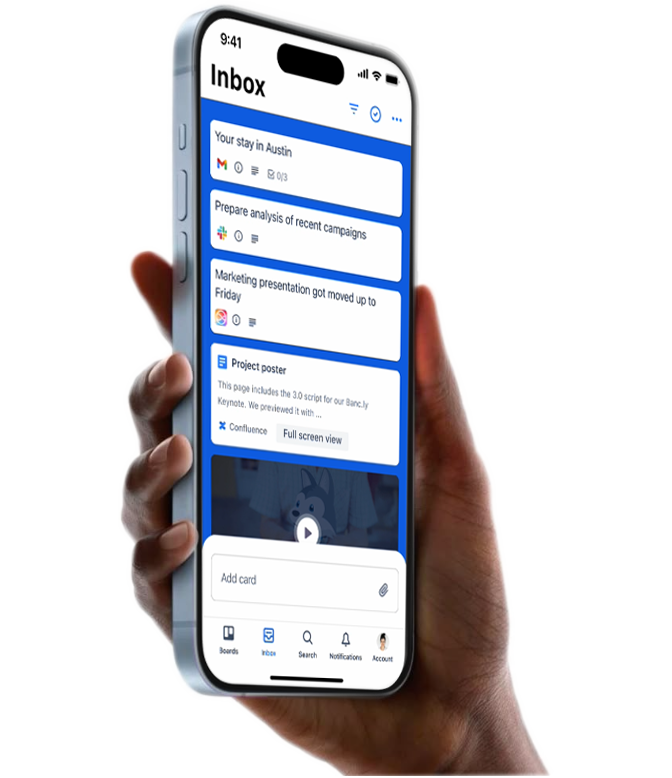 9:41
Inbox
Your stay in Austin
0/3
Prepare analysis of recent campaigns
Marketing presentation got moved up to
Friday
Project poster
This page includes the 3.0 script for our Banc.ly
Keynote. We previewed it with ...
Confluence
Full screen view
Add card
Boards
Inbox
Search
Notifications
Account